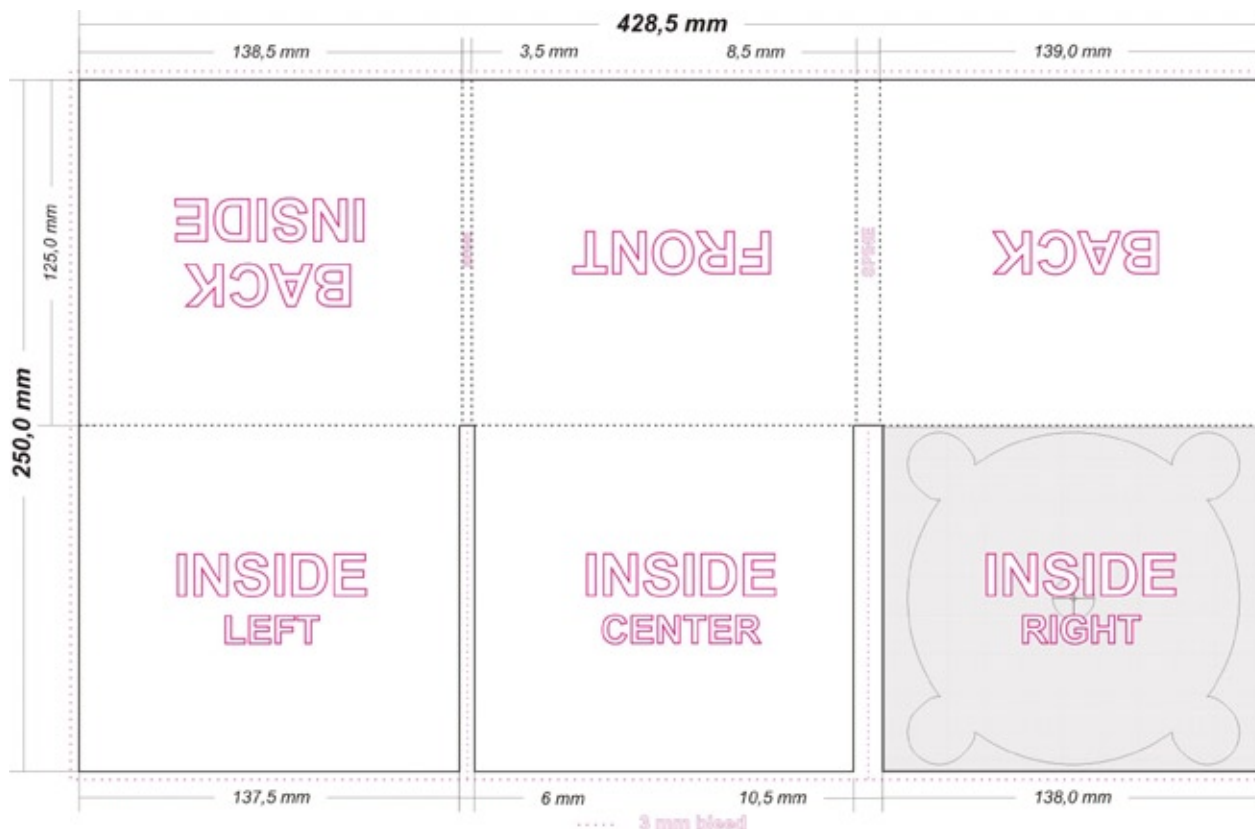 428,5 mm
138,5 mm
3,5 mm
8,5 mm
139,0 mm
125,0 mm
250,0 mm
BACK
INSIDE
FRONT
BACK
SPINE
INSIDE
LEFT
INSIDE
CENTER
INSIDE
RIGHT
137,5 mm
6 mm
10,5 mm
138,0 mm
3 mm bleed